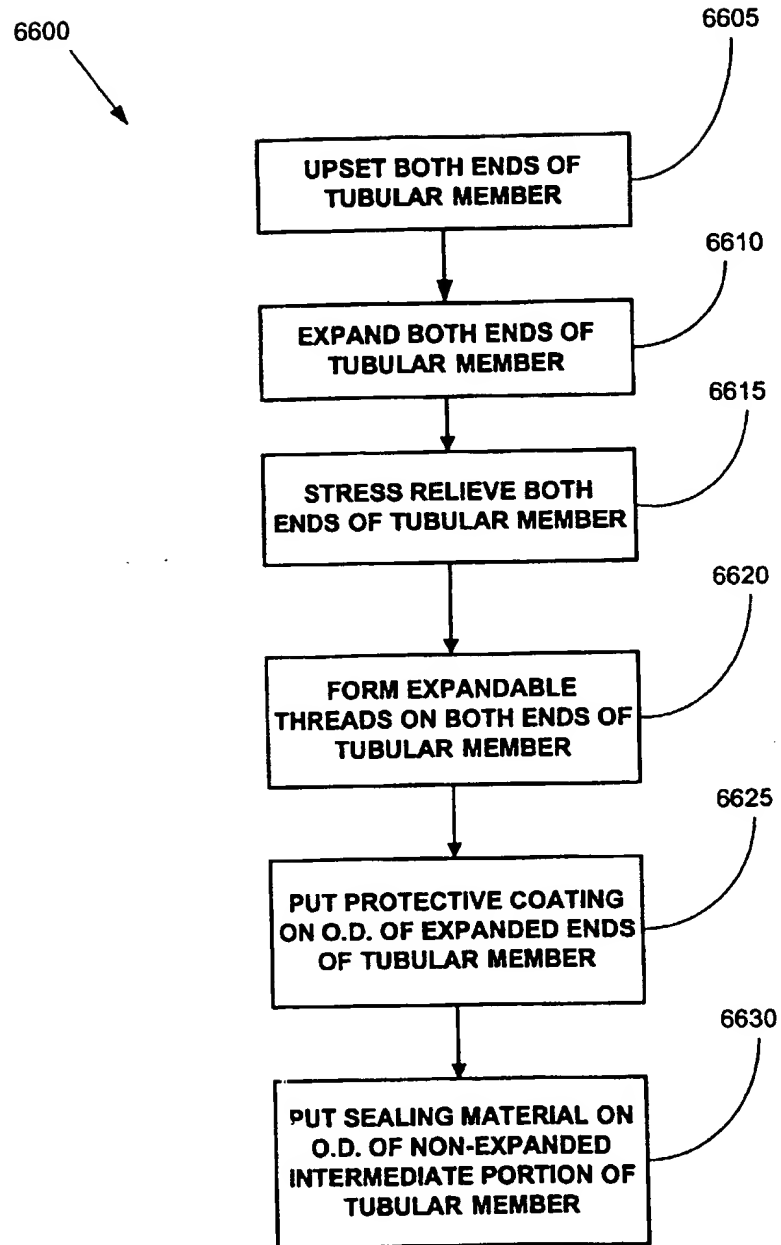 6600
6605
UPSET BOTH ENDS OF
TUBULAR MEMBER
6610
EXPAND BOTH ENDS OF
TUBULAR MEMBER
6615
STRESS RELIEVE BOTH
ENDS OF TUBULAR MEMBER
6620
FORM EXPANDABLE
THREADS ON BOTH ENDS OF
TUBULAR MEMBER
6625
PUT PROTECTIVE COATING
ON O.D. OF EXPANDED ENDS
OF TUBULAR MEMBER
6630
PUT SEALING MATERIAL ON
O.D. OF NON-EXPANDED
INTERMEDIATE PORTION OF
TUBULAR MEMBER